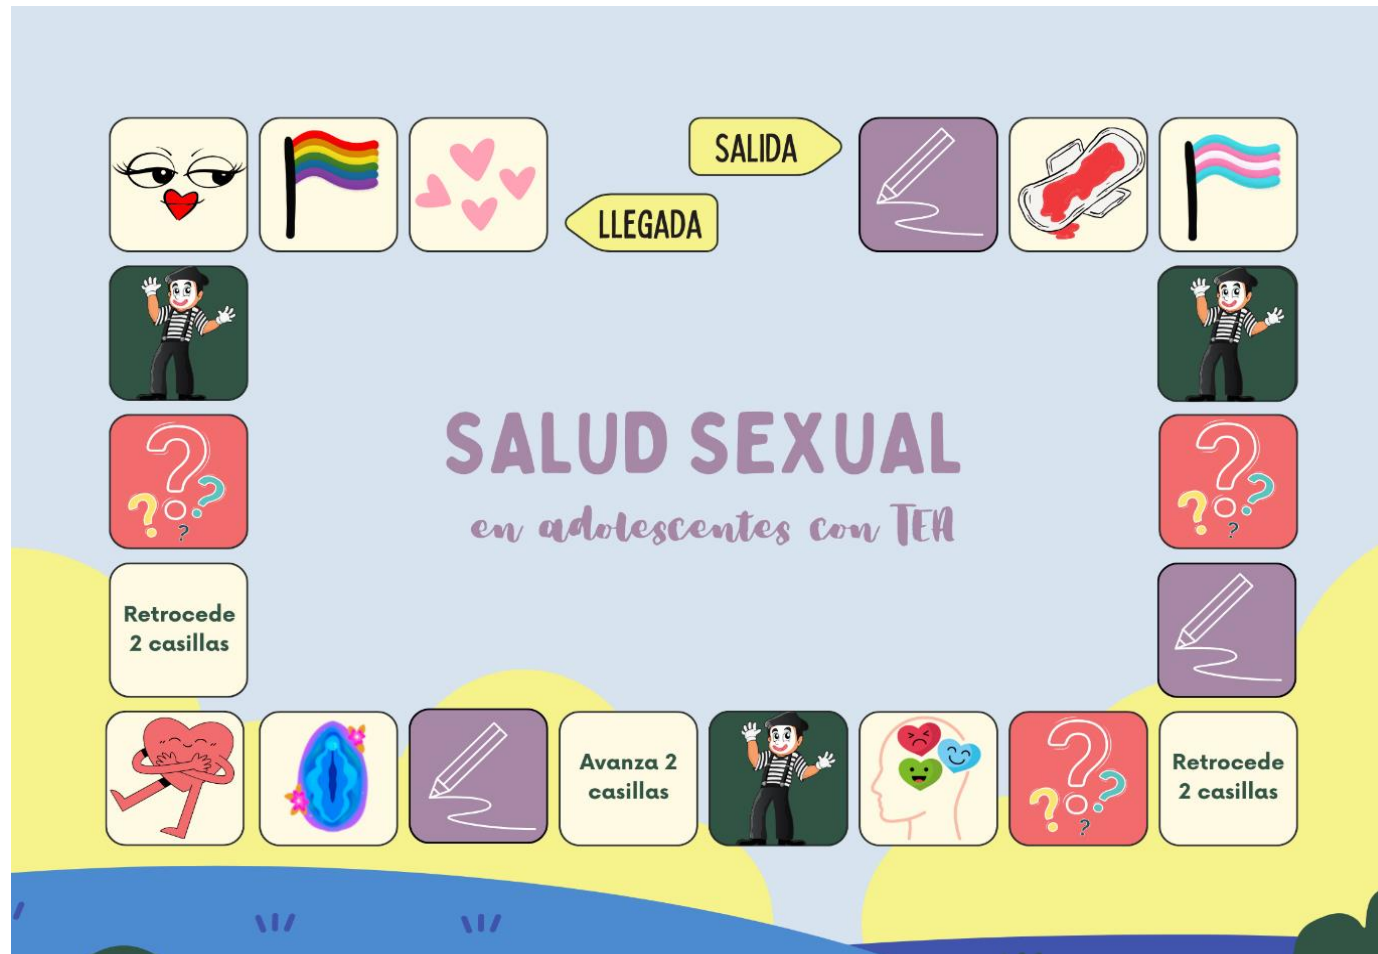 SALIDA
LLEGADA
SALUD SEXUAL
en adolescentes con TEA
Retrocede
2 casillas
Avanza 2
casillas
Retrocede
2 casillas